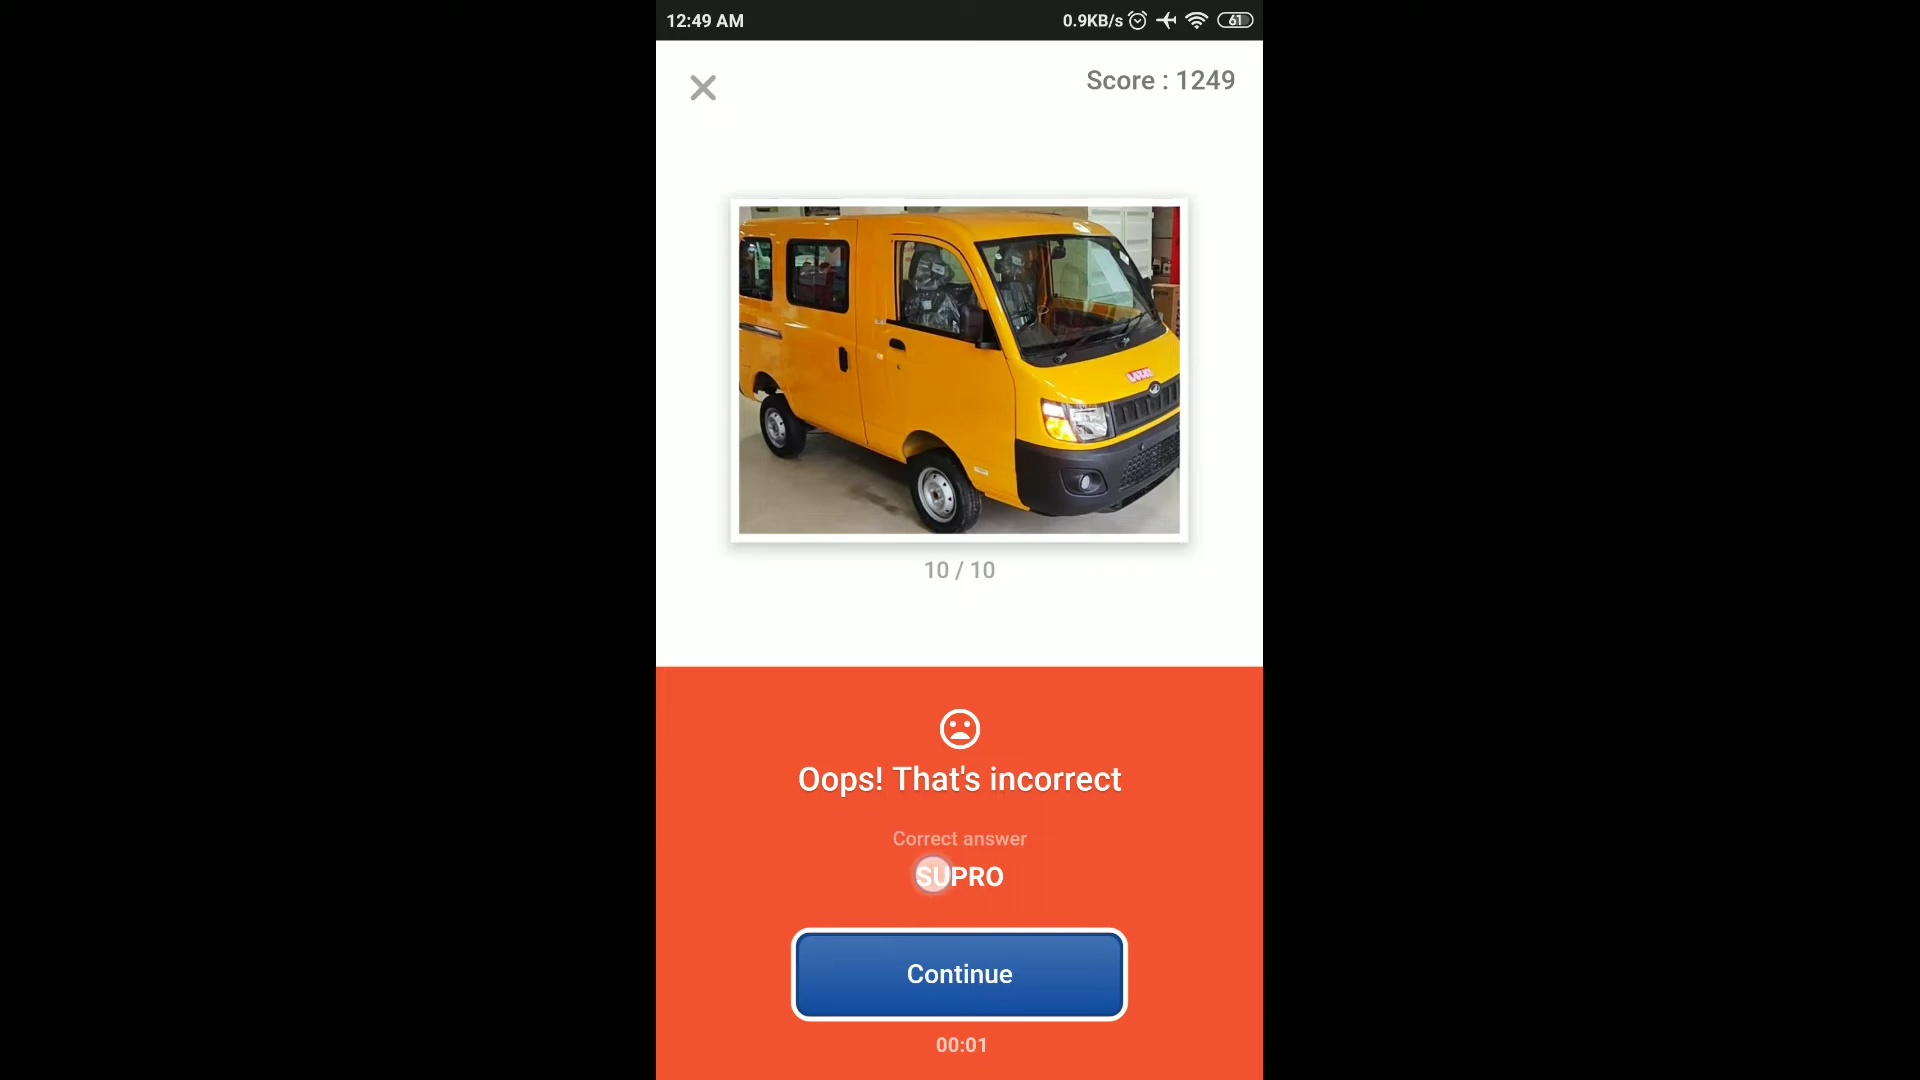 12:49 AM 0.9KB/s 61
Score : 1249
10 / 10
Oops! That's incorrect
Correct answer
SUPRO
Continue
00:01